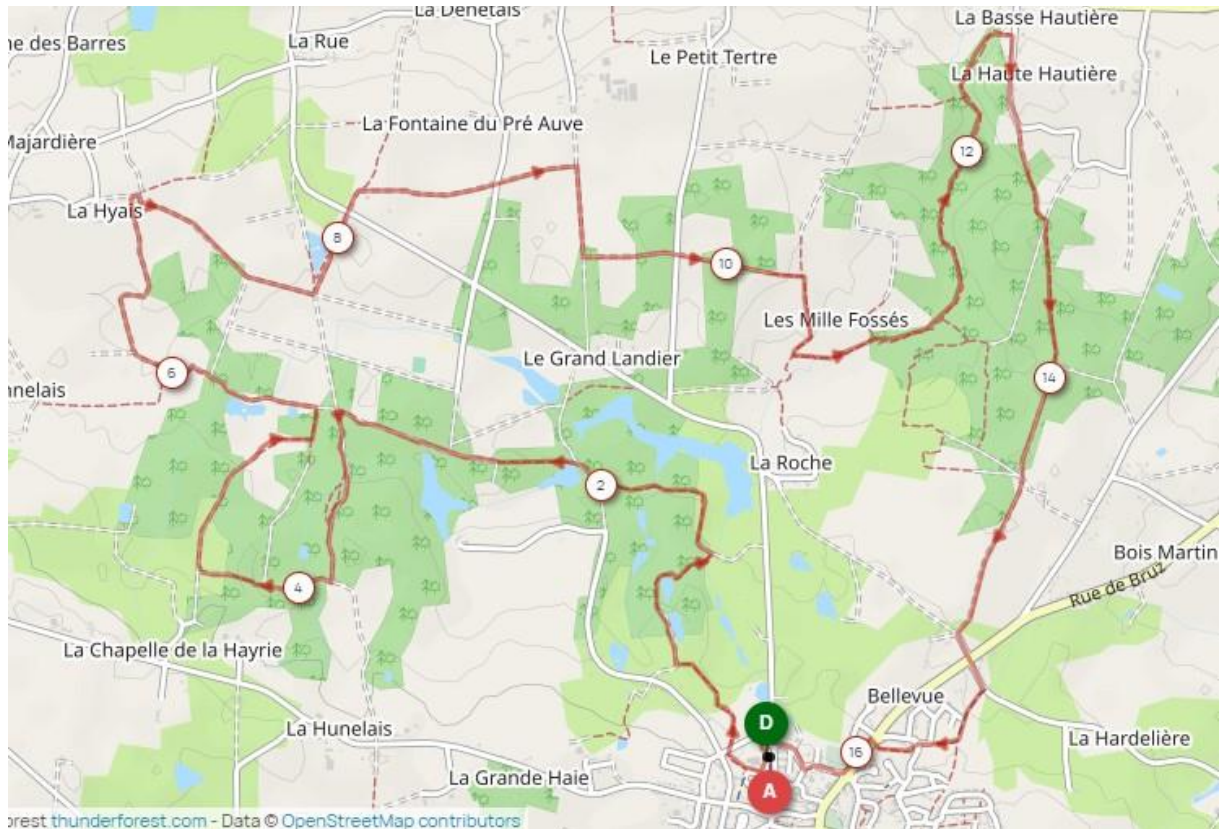 La Denetais
La Basse Hautière
La Rue
ne des Barres
Le Petit Tertre
La Haute Hautière
La Fontaine du Pré Auve
Majardière
12
La Hyais
8
10
Les Mille Fossés
Le Grand Landier
6
14
nnelais
La Roche
2
Bois Martin
4
Rue de Bruz
La Chapelle de la Hayrie
Bellevue
La Hunelais
D
La Hardelière
16
La Grande Haie
A
orest thunderforest.com - Data © OpenStreetMap contributors